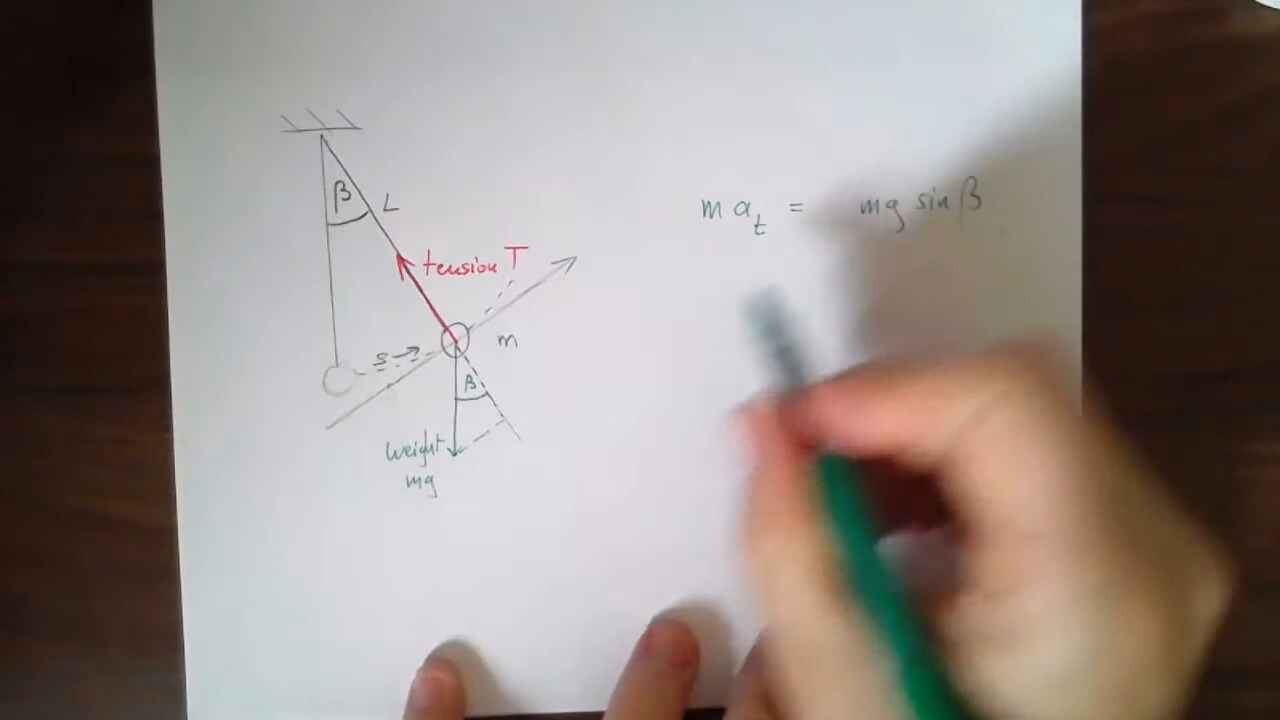 β
L
tension T
s
m
β
weight
mg
m a_t = mg sin β